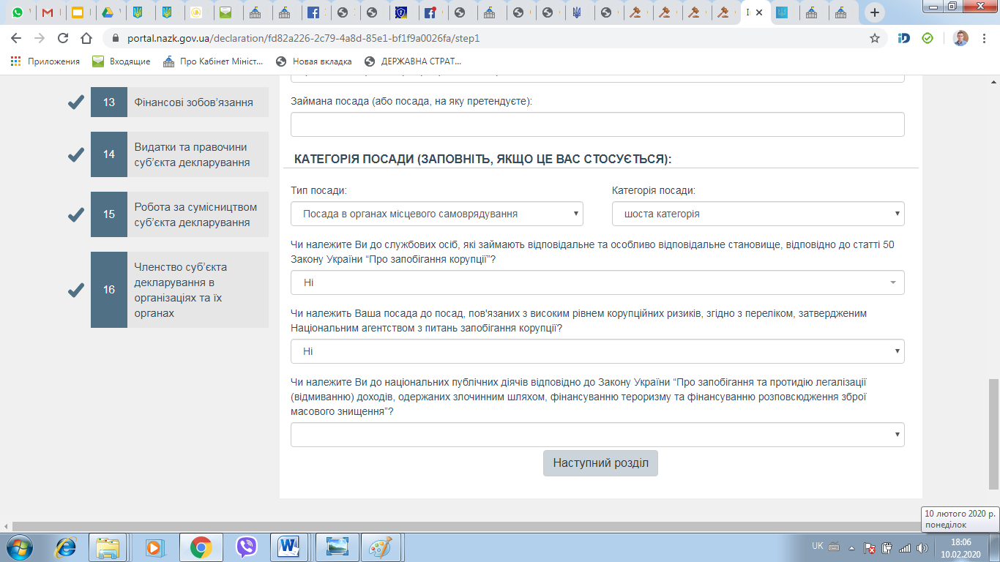 portal.nazk.gov.ua/declaration/fd82a226-2c79-4a8d-85e1-bf1f9a0026fa/step1
Приложения
Входящие
Про Кабінет Мініст...
Новая вкладка
ДЕРЖАВНА СТРАТ...
13
Фінансові зобов’язання
14
Видатки та правочини
суб’єкта декларування
15
Робота за сумісництвом
суб’єкта декларування
16
Членство суб’єкта
декларування в
організаціях та їх
органах
Займана посада (або посада, на яку претендуєте):
КАТЕГОРІЯ ПОСАДИ (ЗАПОВНІТЬ, ЯКЩО ЦЕ ВАС СТОСУЄТЬСЯ):
Тип посади:
Категорія посади:
Посада в органах місцевого самоврядування
шоста категорія
Чи належите Ви до службових осіб, які займають відповідальне та особливо відповідальне становище, відповідно до статті 50
Закону України “Про запобігання корупції”?
Ні
Чи належить Ваша посада до посад, пов'язаних з високим рівнем корупційних ризиків, згідно з переліком, затвердженим
Національним агентством з питань запобігання корупції?
Ні
Чи належите Ви до національних публічних діячів відповідно до Закону України “Про запобігання та протидію легалізації
(відмиванню) доходів, одержаних злочинним шляхом, фінансуванню тероризму та фінансуванню розповсюдження зброї
масового знищення”?
Наступний розділ
10 лютого 2020 р.
понеділок
UK
18:06
10.02.2020